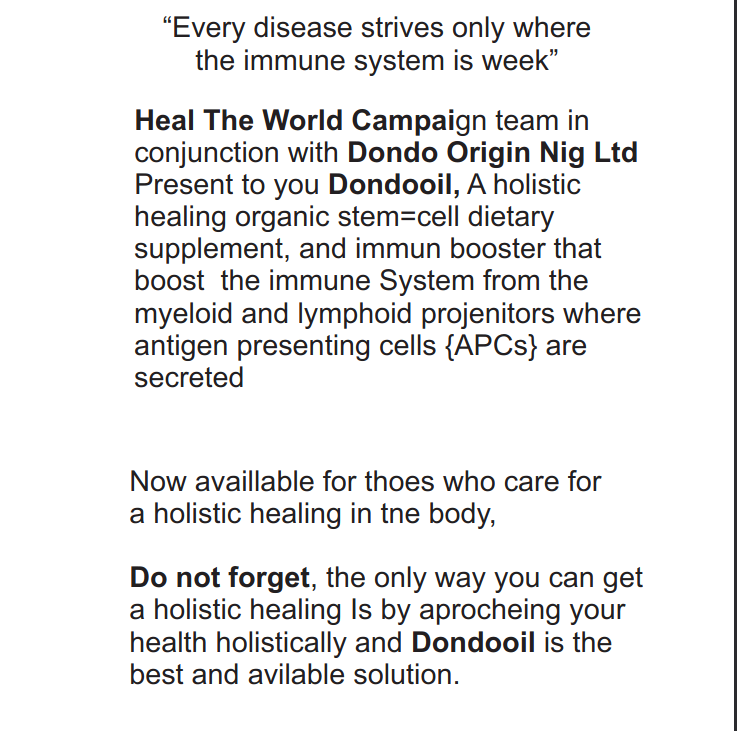 “Every disease strives only where
the immune system is week”
Heal The World Campaign team in
conjunction with Dondo Origin Nig Ltd
Present to you Dondooil, A holistic
healing organic stem=cell dietary
supplement, and immun booster that
boost  the immune System from the
myeloid and lymphoid projenitors where
antigen presenting cells {APCs} are
secreted
Now availlable for thoes who care for
a holistic healing in tne body,
Do not forget, the only way you can get
a holistic healing Is by aprocheing your
health holistically and Dondooil is the
best and avilable solution.